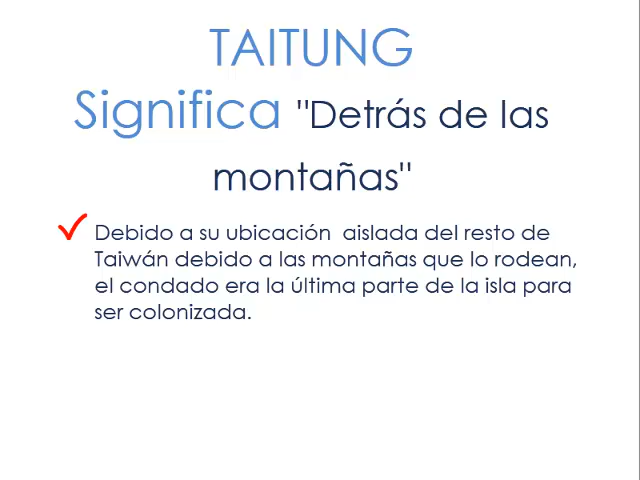 TAITUNG
Significa "Detrás de las
montañas"
Debido a su ubicación aislada del resto de
Taiwán debido a las montañas que lo rodean,
el condado era la última parte de la isla para
ser colonizada.